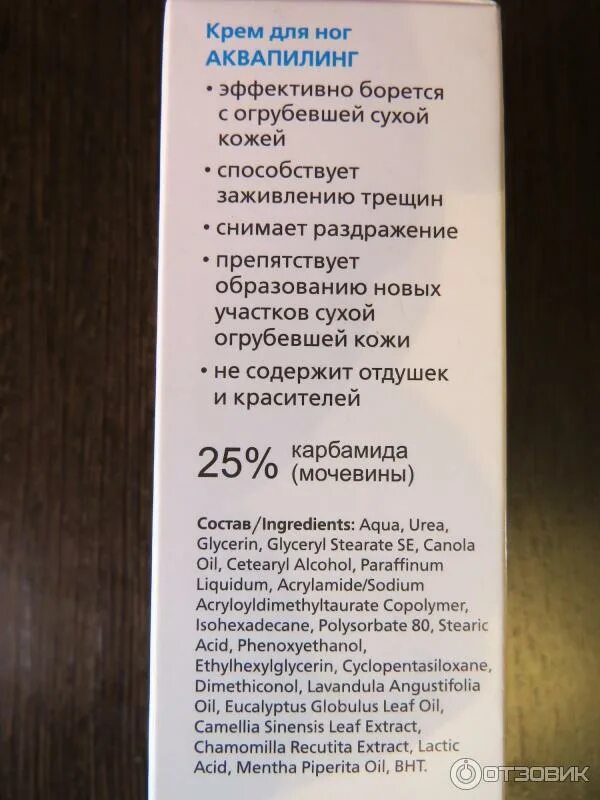 Крем для ног
АКВАПИЛИНГ
• эффективно борется
с огрубевшей сухой
кожей
• способствует
заживлению трещин
• снимает раздражение
• препятствует
образованию новых
участков сухой
огрубевшей кожи
• не содержит отдушек
и красителей
25% карбамида
(мочевины)
Состав/Ingredients: Aqua, Urea,
Glycerin, Glyceryl Stearate SE, Canola
Oil, Cetearyl Alcohol, Paraffinum
Liquidum, Acrylamide/Sodium
Acryloyldimethyltaurate Copolymer,
Isohexadecane, Polysorbate 80, Stearic
Acid, Phenoxyethanol,
Ethylhexylglycerin, Cyclopentasiloxane,
Dimethiconol, Lavandula Angustifolia
Oil, Eucalyptus Globulus Leaf Oil,
Camellia Sinensis Leaf Extract,
Chamomilla Recutita Extract, Lactic
Acid, Mentha Piperita Oil, BHT.
ОТЗОВИК